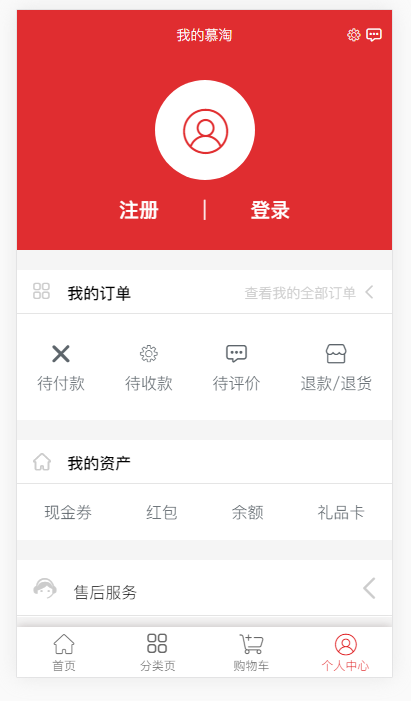 我的慕淘
注册 | 登录
我的订单 查看我的全部订单
待付款 待收款 待评价 退款/退货
我的资产
现金券 红包 余额 礼品卡
售后服务
首页 分类页 购物车 个人中心